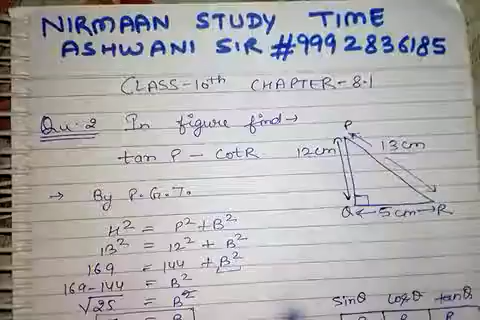 NIRMAAN STUDY TIME
ASHWANI SIR #9992836185
CLASS-10th CHAPTER-8.1
Qu.2 In figure find→
tan P - cot R.
P
12cm
13cm
Q ←5cm→ R
→ By P.G.T.
H² = P² + B²
13² = 12² + B²
169 = 144 + B²
169-144 = B²
√25 = B²
Sinθ Cosθ tanθ